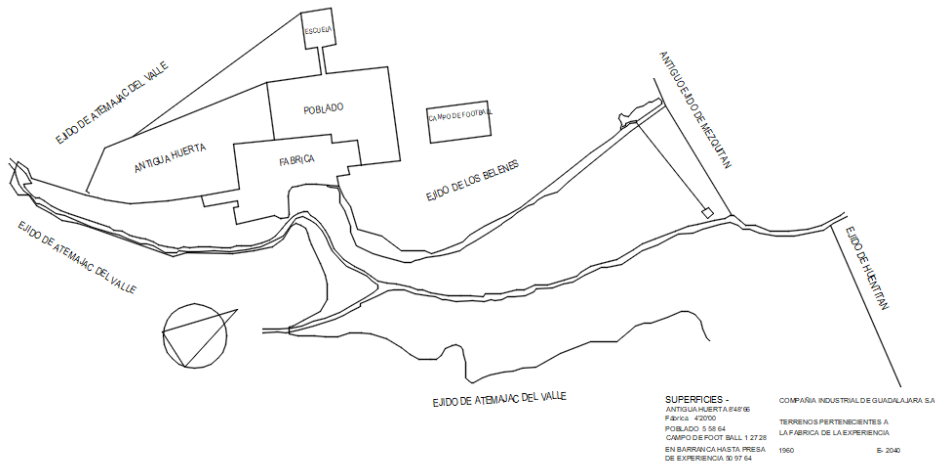 ESCUELA
EJIDO DE ATEMAJAC DEL VALLE
POBLADO
CAMPO DE FOOTBALL
ANTIGUO EJIDO DE MEZQUITAN
ANTIGUA HUERTA
FABRICA
EJIDO DE LOS BELENES
EJIDO DE ATEMAJAC DEL VALLE
EJIDO DE HUENTITAN
EJIDO DE ATEMAJAC DEL VALLE
SUPERFICIES -
ANTIGUA HUERTA 8'48'66
Fábrica 4'20'00
POBLADO 5 58 64
CAMPO DE FOOT BALL 1 27 28
EN BARRANCA HASTA PRESA
DE EXPERIENCIA 50 97 64
COMPAÑIA INDUSTRIAL DE GUADALAJARA S.A
TERRENOS PERTENECIENTES A
LA FABRICA DE LA EXPERIENCIA
1960 E- 2040